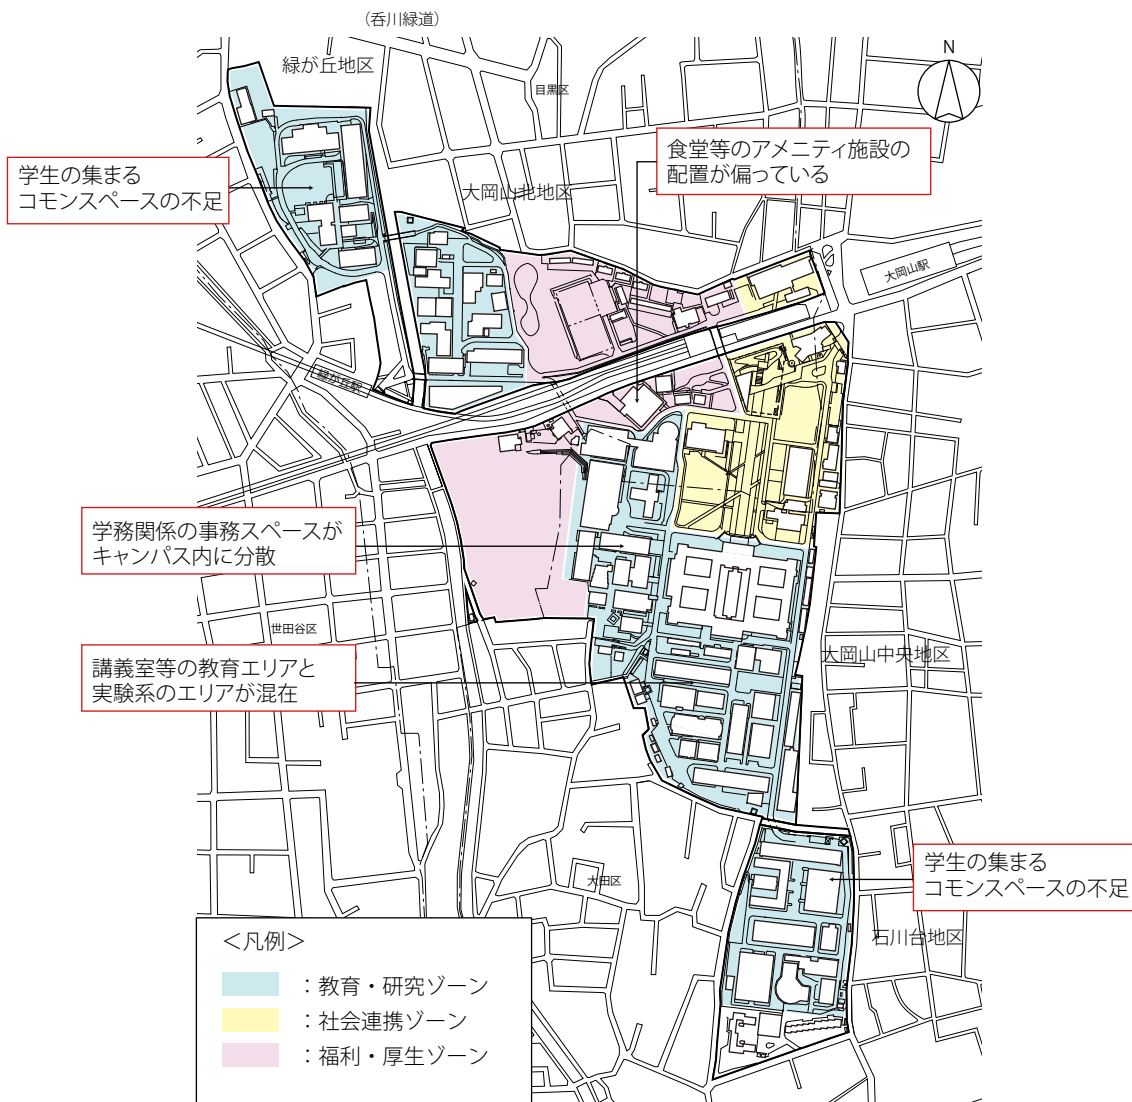 (呑川緑道)
緑が丘地区
N
目黒区
食堂等のアメニティ施設の
配置が偏っている
学生の集まる
コモンスペースの不足
大岡山北地区
大岡山駅
緑が丘駅
学務関係の事務スペースが
キャンパス内に分散
世田谷区
講義室等の教育エリアと
実験系のエリアが混在
大岡山中央地区
学生の集まる
コモンスペースの不足
大田区
石川台地区
＜凡例＞
：教育・研究ゾーン
：社会連携ゾーン
：福利・厚生ゾーン